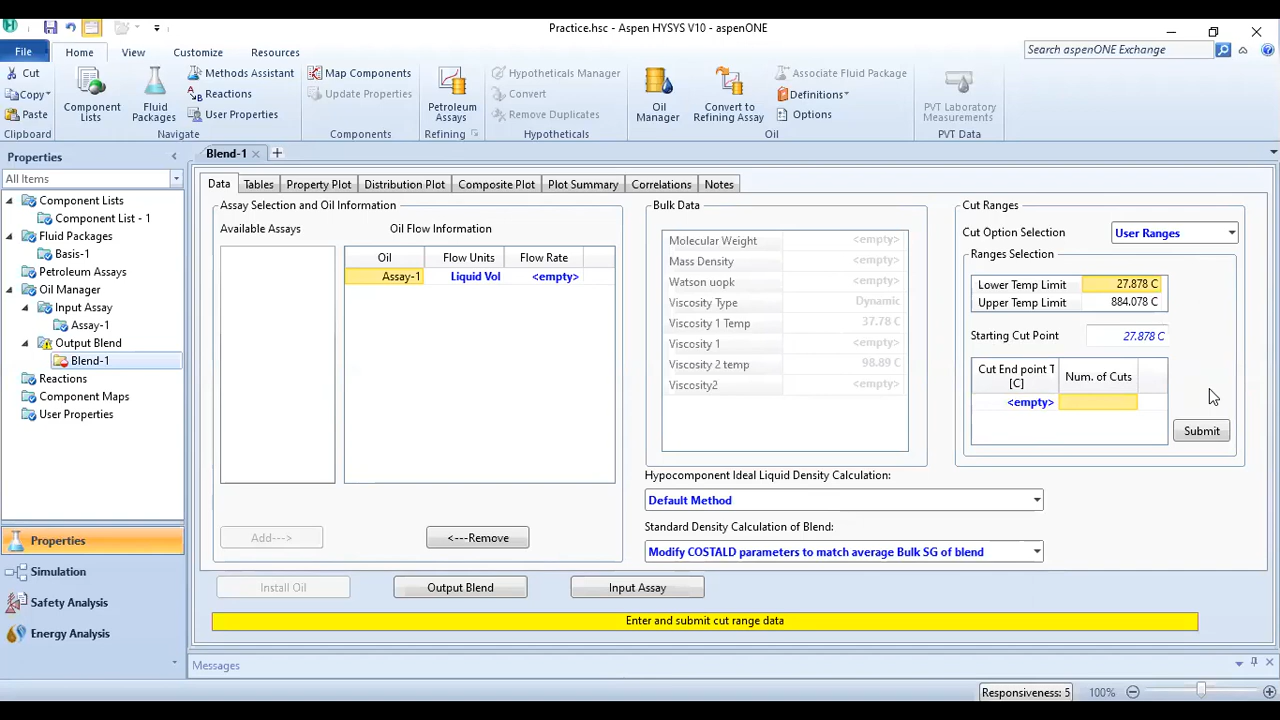 Practice.hsc - Aspen HYSYS V10 - aspenONE
File Home View Customize Resources
Search aspenONE Exchange
Cut
Copy
Paste
Clipboard
Component Lists
Fluid Packages
Methods Assistant
Reactions
User Properties
Navigate
Map Components
Update Properties
Components
Petroleum Assays
Refining
Hypotheticals Manager
Convert
Remove Duplicates
Hypotheticals
Oil Manager
Convert to Refining Assay
Associate Fluid Package
Definitions
Options
Oil
PVT Laboratory Measurements
PVT Data
Properties
All Items
Component Lists
Component List - 1
Fluid Packages
Basis-1
Petroleum Assays
Oil Manager
Input Assay
Assay-1
Output Blend
Blend-1
Reactions
Component Maps
User Properties
Properties
Simulation
Safety Analysis
Energy Analysis
Blend-1
Data Tables Property Plot Distribution Plot Composite Plot Plot Summary Correlations Notes
Assay Selection and Oil Information
Available Assays
Oil Flow Information
Oil Flow Units Flow Rate
Assay-1 Liquid Vol <empty>
Add--->
<---Remove
Bulk Data
Molecular Weight <empty>
Mass Density <empty>
Watson uopk <empty>
Viscosity Type Dynamic
Viscosity 1 Temp 37.78 C
Viscosity 1 <empty>
Viscosity 2 temp 98.89 C
Viscosity2 <empty>
Cut Ranges
Cut Option Selection User Ranges
Ranges Selection
Lower Temp Limit 27.878 C
Upper Temp Limit 884.078 C
Starting Cut Point 27.878 C
Cut End point T [C] Num. of Cuts
<empty>
Submit
Hypocomponent Ideal Liquid Density Calculation:
Default Method
Standard Density Calculation of Blend:
Modify COSTALD parameters to match average Bulk SG of blend
Install Oil Output Blend Input Assay
Enter and submit cut range data
Messages
Responsiveness: 5 100%